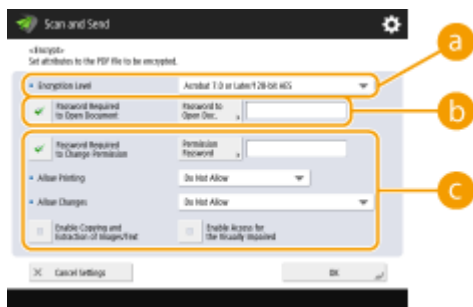 Scan and Send
<Encrypt>
Set attributes to the PDF file to be encrypted.
Encryption Level
Acrobat 7.0 or Later/128-bit AES
a
Password Required
to Open Document
Password to
Open Doc.
b
Password Required
to Change Permission
Permission
Password
Allow Printing
Do Not Allow
c
Allow Changes
Do Not Allow
Enable Copying and
Extraction of Images/Text
Enable Access for
the Visually Impaired
Cancel Settings
OK